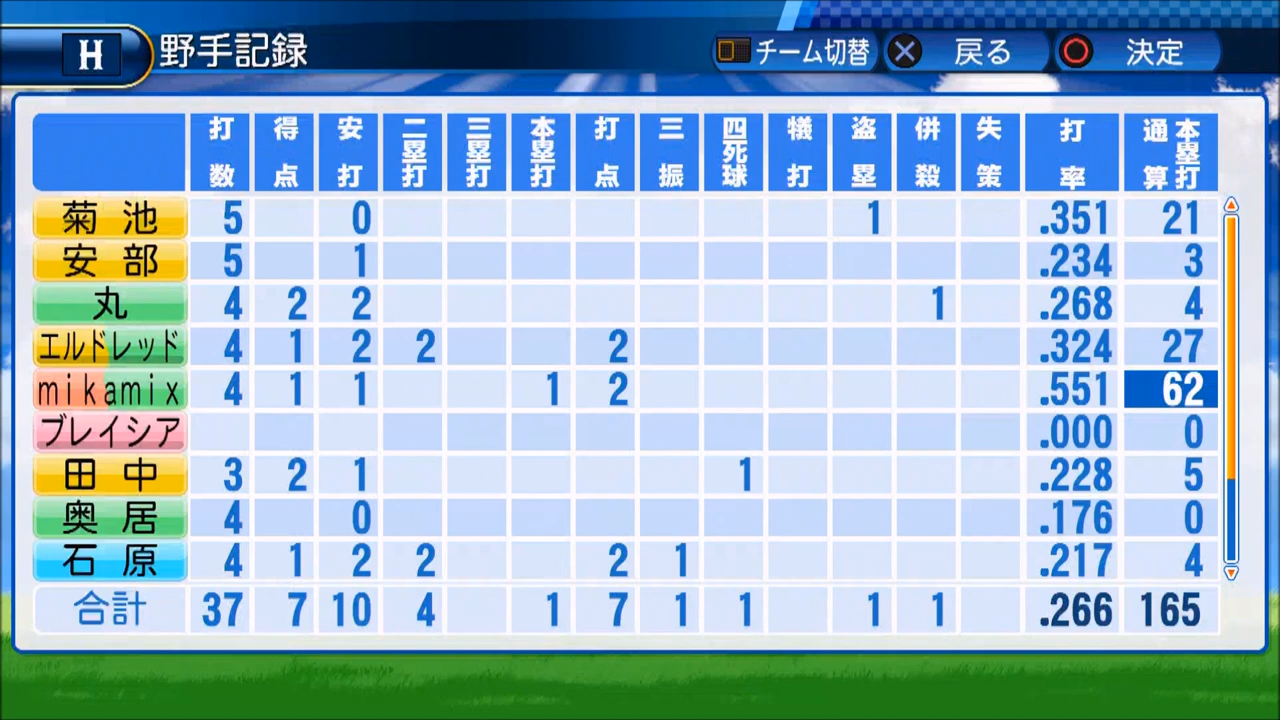 H 野手記録 チーム切替 戻る 決定
打数 得点 安打 二塁打 三塁打 本塁打 打点 三振 四死球 犠打 盗塁 併殺 失策 打率 通算本塁打
菊池 5 0 1 .351 21
安部 5 1 .234 3
丸 4 2 2 1 .268 4
エルドレッド 4 1 2 2 2 .324 27
mikamix 4 1 1 1 2 .551 62
ブレイシア .000 0
田中 3 2 1 1 .228 5
奥居 4 0 .176 0
石原 4 1 2 2 2 1 .217 4
合計 37 7 10 4 1 7 1 1 1 1 .266 165